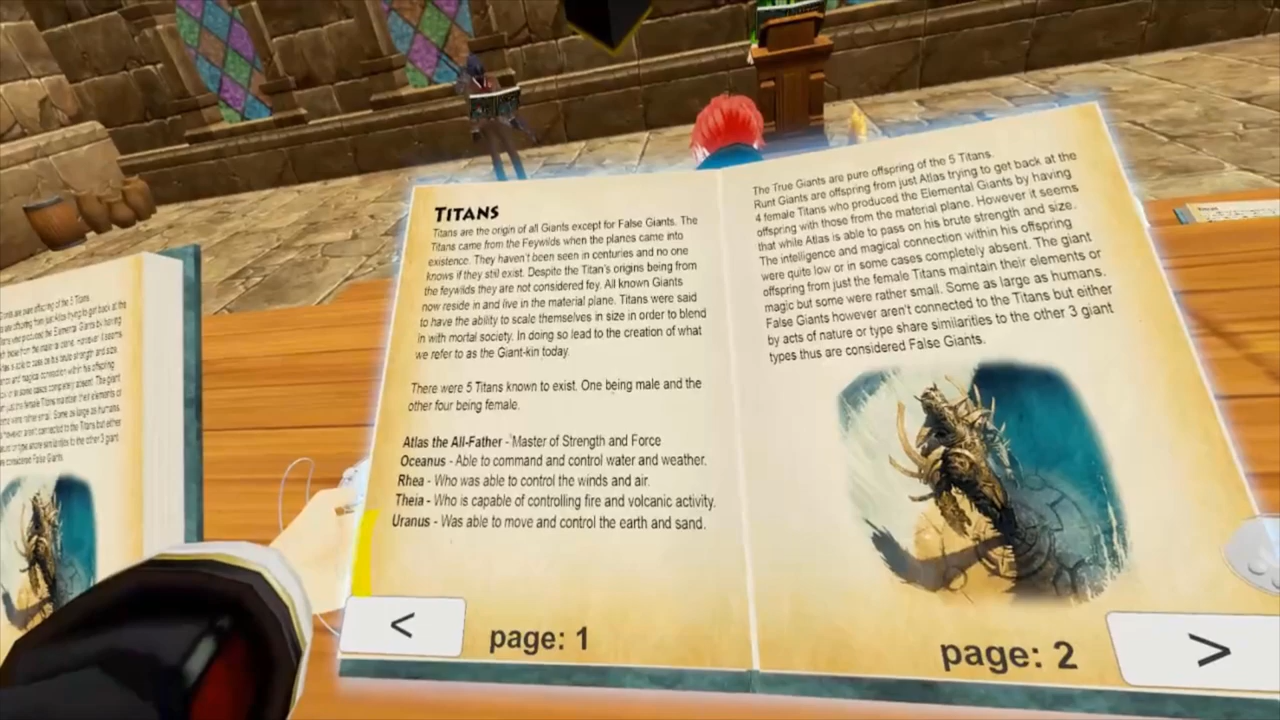 TITANS
Titans are the origin of all Giants except for False Giants. The
Titans came from the Feywilds when the planes came into
existence. They haven't been seen in centuries and no one
knows if they still exist. Despite the Titan's origins being from
the feywilds they are not considered fey. All known Giants
now reside in and live in the material plane. Titans were said
to have the ability to scale themselves in size in order to blend
in with mortal society. In doing so lead to the creation of what
we refer to as the Giant-kin today.
There were 5 Titans known to exist. One being male and the
other four being female.
Atlas the All-Father - Master of Strength and Force
Oceanus - Able to command and control water and weather.
Rhea - Who was able to control the winds and air.
Theia - Who is capable of controlling fire and volcanic activity.
Uranus - Was able to move and control the earth and sand.
<
page: 1
The True Giants are pure offspring of the 5 Titans.
Runt Giants are offspring from just Atlas trying to get back at the
4 female Titans who produced the Elemental Giants by having
offspring with those from the material plane. However it seems
that while Atlas is able to pass on his brute strength and size.
The intelligence and magical connection within his offspring
were quite low or in some cases completely absent. The giant
offspring from just the female Titans maintain their elements or
magic but some were rather small. Some as large as humans.
False Giants however aren't connected to the Titans but either
by acts of nature or type share similarities to the other 3 giant
types thus are considered False Giants.
page: 2
>